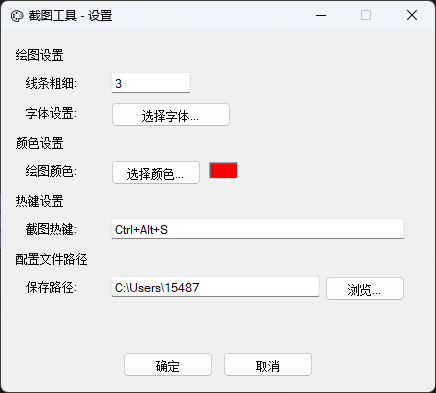 截图工具 - 设置
绘图设置
线条粗细: 3
字体设置: 选择字体...
颜色设置
绘图颜色: 选择颜色...
热键设置
截图热键: Ctrl+Alt+S
配置文件路径
保存路径: C:\Users\15487 浏览...
确定 取消